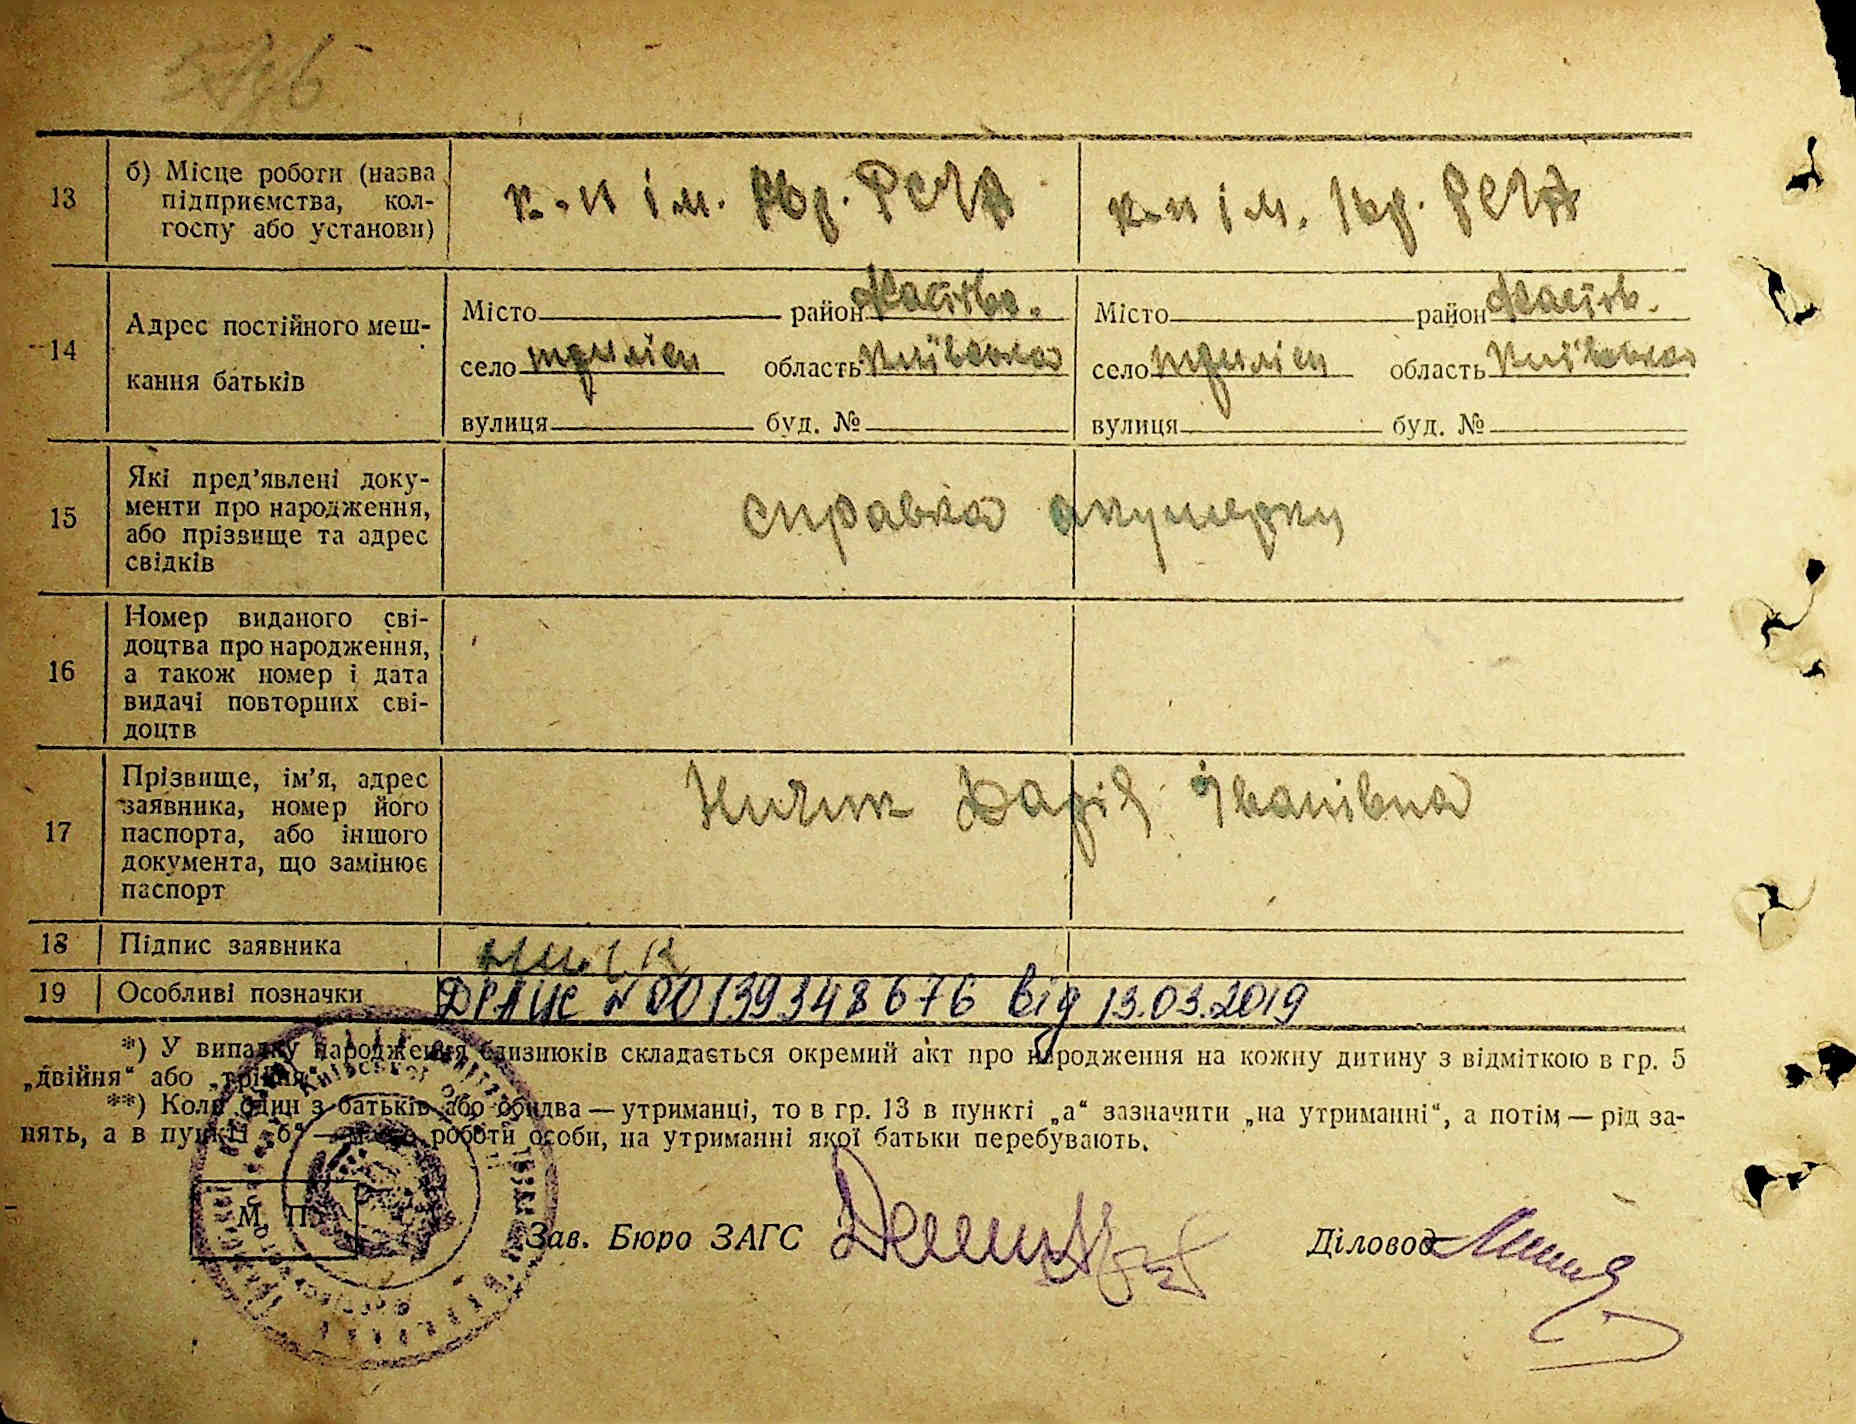 13 б) Місце роботи (назва
підприємства, кол-
госпу або установи)
к-п ім. Чер. к-п ім. Чер.
14 Адрес постійного меш-
кання батьків
Місто район Фастівс. Місто район Фастів.
село область Київська село область Київська
вулиця буд. № вулиця буд. №
15 Які пред’явлені доку-
менти про народження,
або прізвище та адрес
свідків
справка акушерки
16 Номер виданого сві-
доцтва про народження,
а також номер і дата
видачі повторних сві-
доцтв
17 Прізвище, ім’я, адрес
заявника, номер його
паспорта, або іншого
документа, що замінює
паспорт
Дарія Іванівна
18 Підпис заявника
19 Особливі позначки ДРАЦС №00139348676 від 13.03.2019
*) У випадку народження близнюків складається окремий акт про народження на кожну дитину з відміткою в гр. 5
„двійня“ або „трійня“.
**) Коли один з батьків або обидва — утриманці, то в гр. 13 в пункті „а“ зазначити „на утриманні“, а потім — рід за-
нять, а в пункті „б“ — місце роботи особи, на утриманні якої батьки перебувають.
М. П.
Зав. Бюро ЗАГС
Діловод